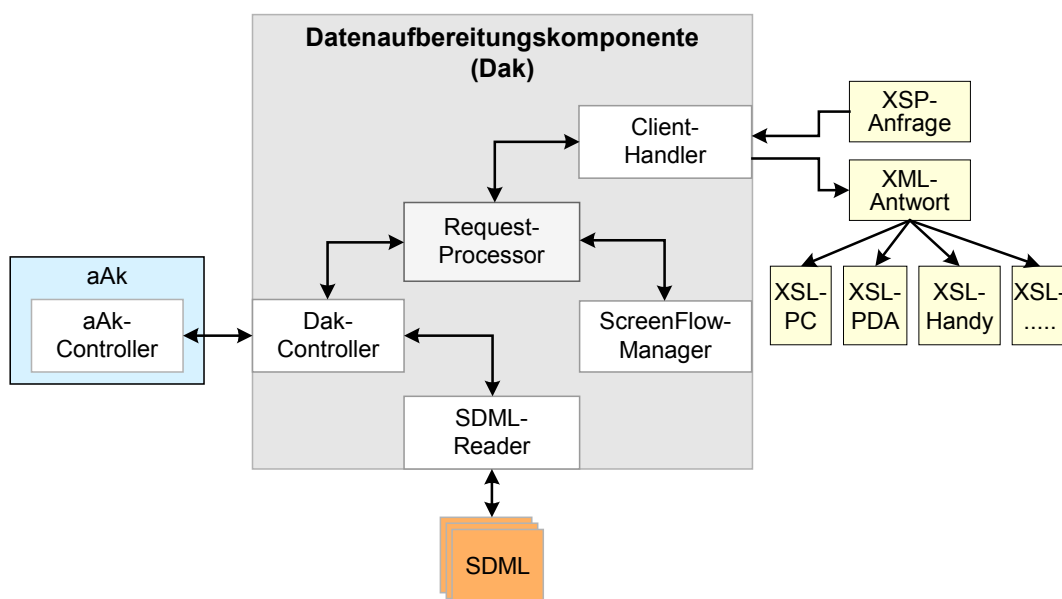 Datenaufbereitungskomponente
(Dak)
Client-
Handler
XSP-
Anfrage
XML-
Antwort
Request-
Processor
aAk
aAk-
Controller
Dak-
Controller
ScreenFlow-
Manager
XSL-
PC
XSL-
PDA
XSL-
Handy
XSL-
.....
SDML-
Reader
SDML